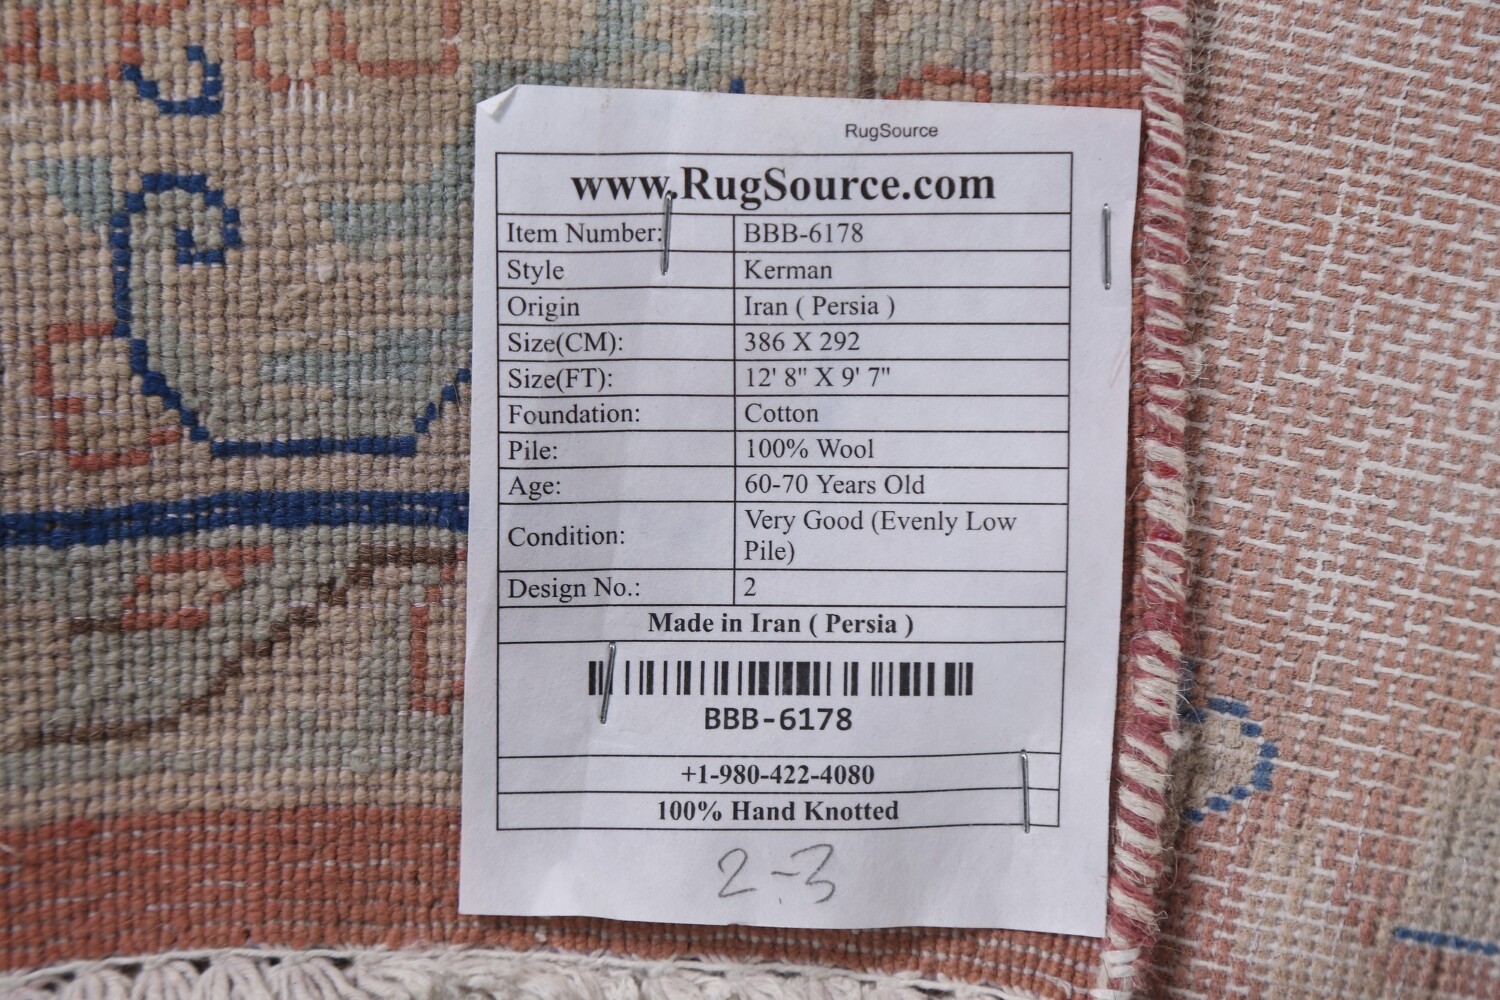 RugSource
www.RugSource.com
Item Number: BBB-6178
Style Kerman
Origin Iran ( Persia )
Size(CM): 386 X 292
Size(FT): 12' 8" X 9' 7"
Foundation: Cotton
Pile: 100% Wool
Age: 60-70 Years Old
Condition: Very Good (Evenly Low
Pile)
Design No.: 2
Made in Iran ( Persia )
BBB-6178
+1-980-422-4080
100% Hand Knotted
2-3